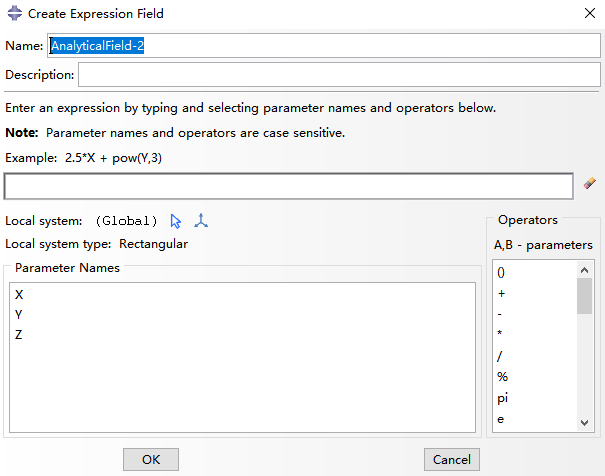 Create Expression Field
Name: AnalyticalField-2
Description:
Enter an expression by typing and selecting parameter names and operators below.
Note: Parameter names and operators are case sensitive.
Example: 2.5*X + pow(Y,3)
Local system: (Global)
Local system type: Rectangular
Parameter Names
X
Y
Z
Operators
A,B - parameters
()
+
-
*
/
%
pi
e
OK
Cancel